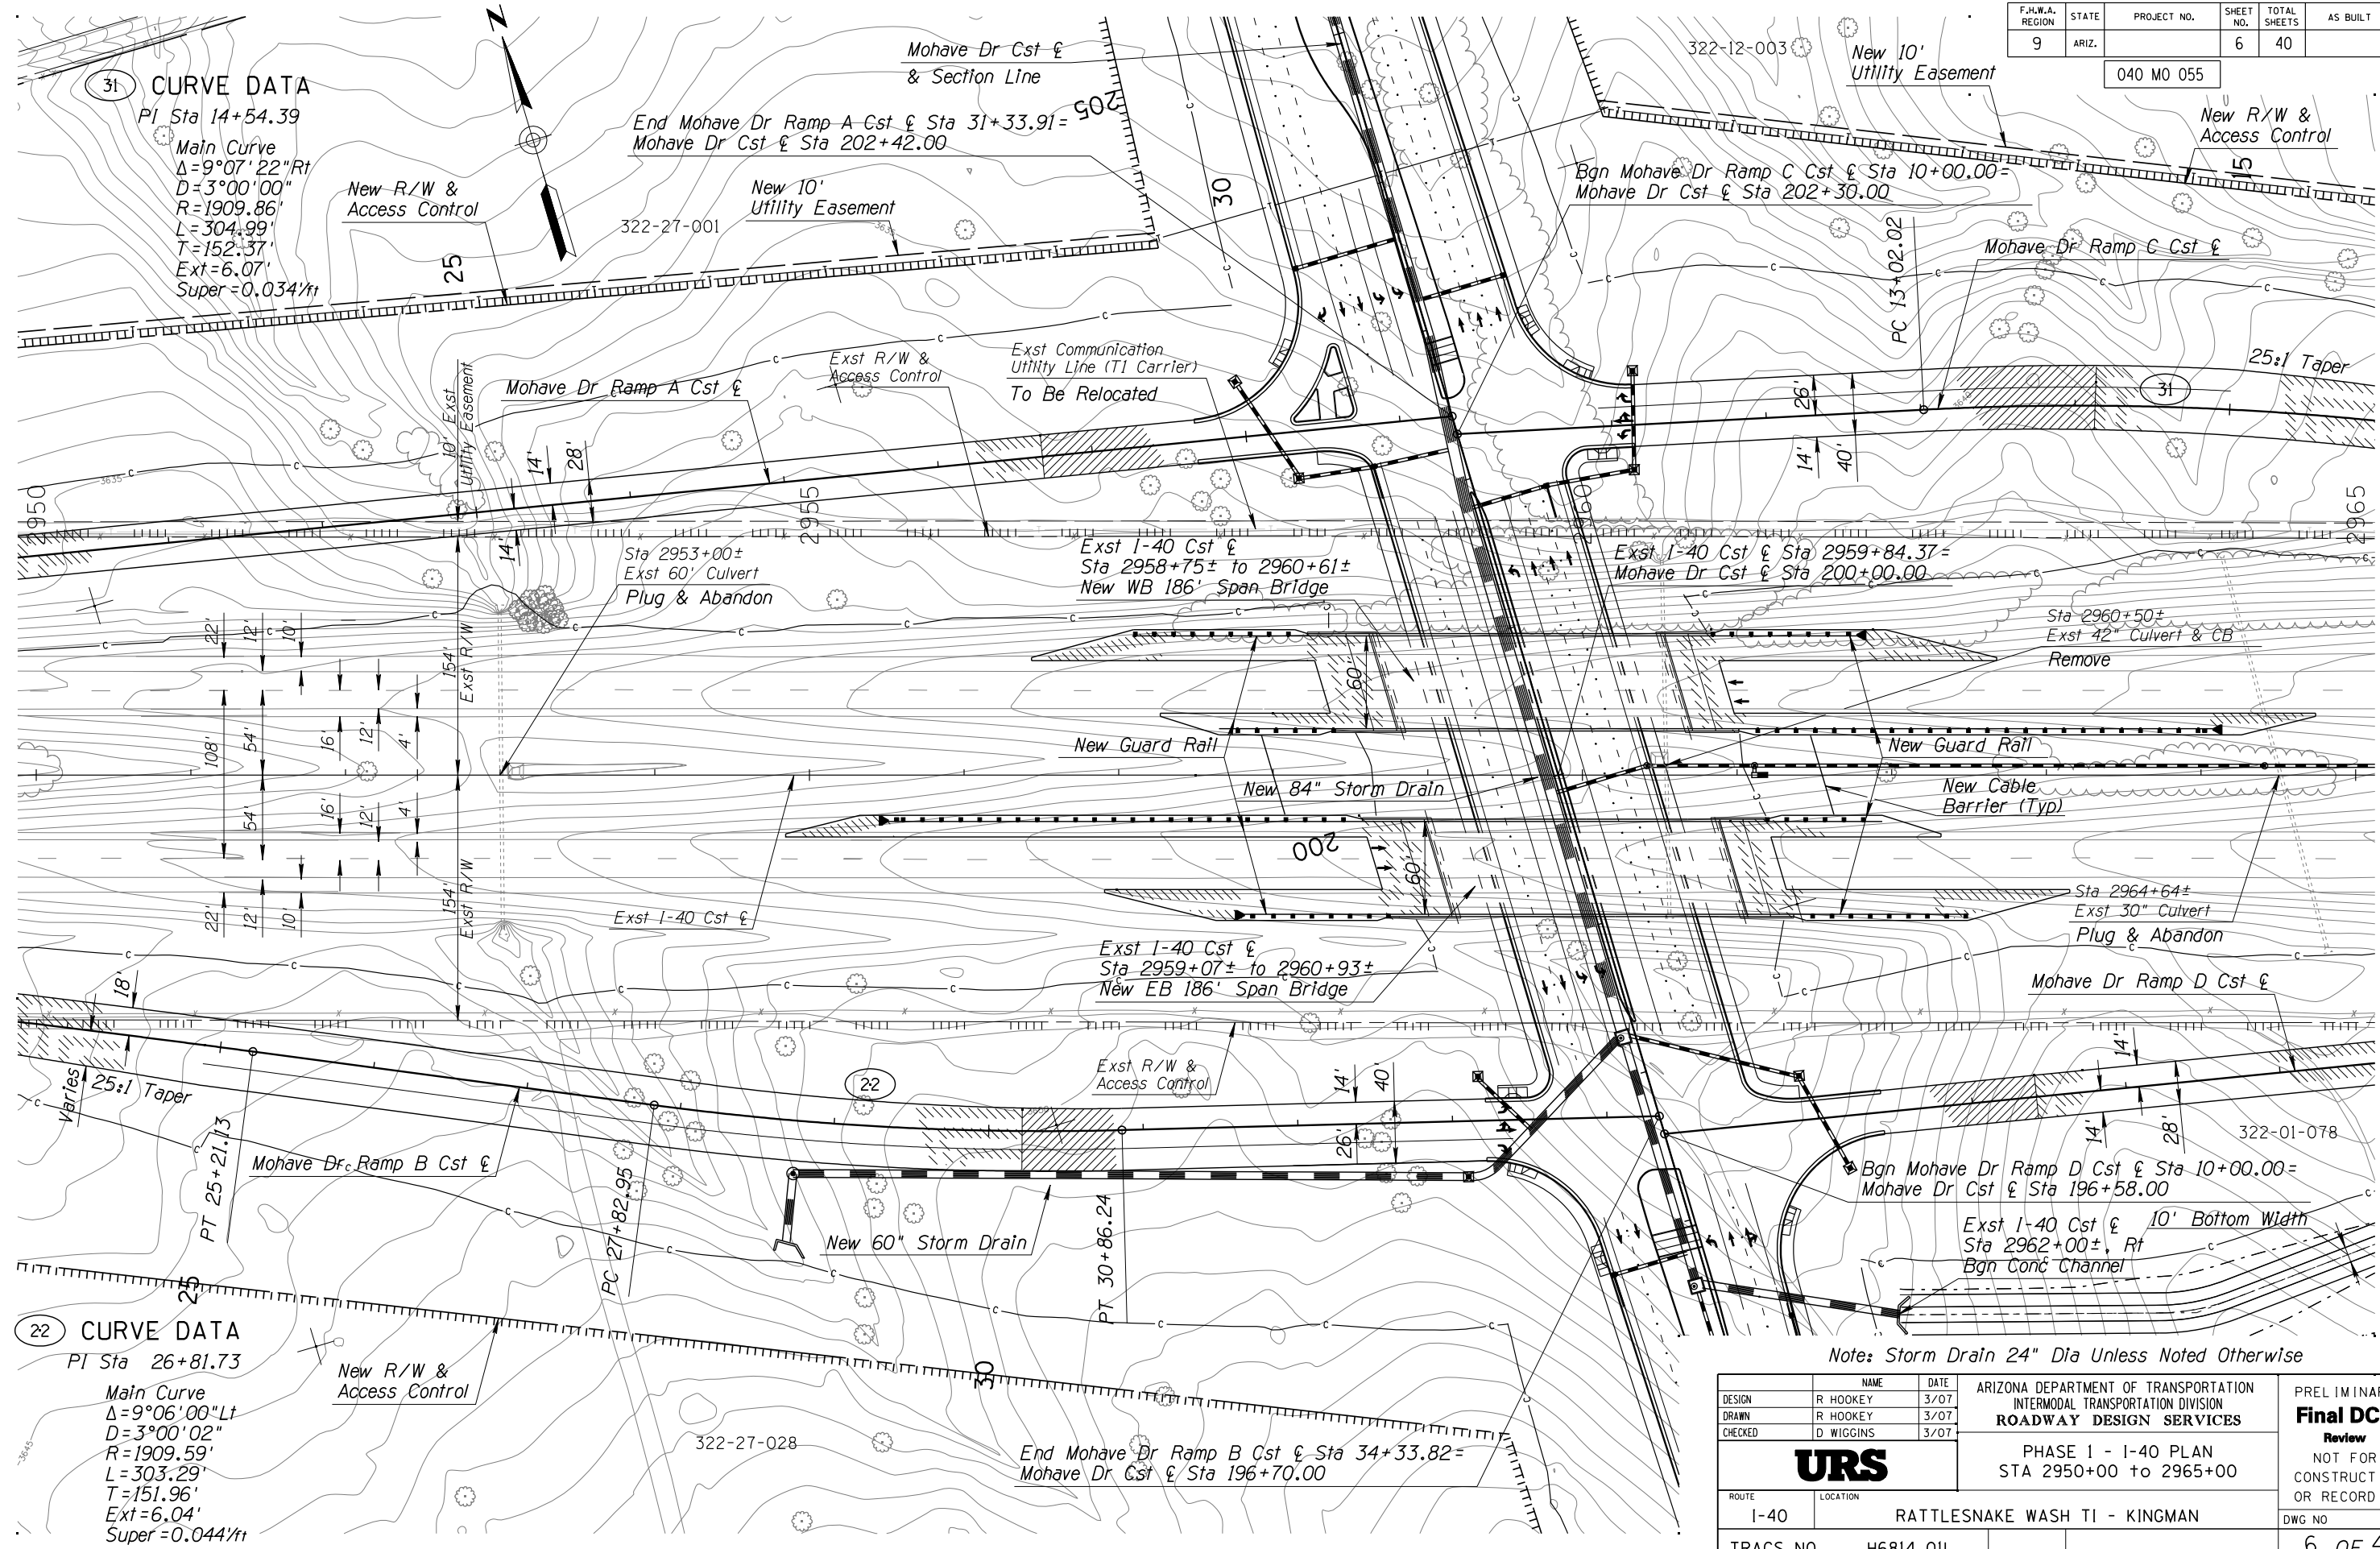 F.H.W.A. REGION STATE PROJECT NO. SHEET NO. TOTAL SHEETS AS BUILT
9 ARIZ. 6 40
040 MO 055
31 CURVE DATA
PI Sta 14+54.39
Main Curve
Δ=9°07'22"Rt
D=3°00'00"
R=1909.86'
L=304.99'
T=152.37'
Ext=6.07'
Super=0.034'/ft
N
Mohave Dr Cst ℄
& Section Line
205
End Mohave Dr Ramp A Cst ℄ Sta 31+33.91=
Mohave Dr Cst ℄ Sta 202+42.00
New R/W &
Access Control
New 10'
Utility Easement
322-27-001
3635
25
30
322-12-003
New 10'
Utility Easement
New R/W &
Access Control
15
Bgn Mohave Dr Ramp C Cst ℄ Sta 10+00.00=
Mohave Dr Cst ℄ Sta 202+30.00
PC 13+02.02
Mohave Dr Ramp C Cst ℄
25:1 Taper
31
3640
26'
14'
40'
10' Exst
Utility Easement
Mohave Dr Ramp A Cst ℄
Exst R/W &
Access Control
Exst Communication
Utility Line (T1 Carrier)
To Be Relocated
14'
28'
14'
3635
2950
2955
2960
2965
Sta 2953+00±
Exst 60" Culvert
Plug & Abandon
Exst I-40 Cst ℄
Sta 2958+75± to 2960+61±
New WB 186' Span Bridge
Exst I-40 Cst ℄ Sta 2959+84.37=
Mohave Dr Cst ℄ Sta 200+00.00
Sta 2960+50±
Exst 42" Culvert & CB
Remove
22'
12'
10'
154'
Exst R/W
60'
108'
54'
16'
12'
4'
New Guard Rail
New Guard Rail
New 84" Storm Drain
New Cable
Barrier (Typ)
54'
16'
12'
4'
200
60'
22'
12'
10'
154'
Exst R/W
Exst I-40 Cst ℄
Sta 2964+64±
Exst 30" Culvert
Plug & Abandon
Exst I-40 Cst ℄
Sta 2959+07± to 2960+93±
New EB 186' Span Bridge
Mohave Dr Ramp D Cst ℄
18'
Varies
25:1 Taper
PT 25+21.13
Mohave Dr Ramp B Cst ℄
22
Exst R/W &
Access Control
14'
40'
26'
14'
14'
28'
322-01-078
PC 27+82.95
New 60" Storm Drain
PT 30+86.24
Bgn Mohave Dr Ramp D Cst ℄ Sta 10+00.00=
Mohave Dr Cst ℄ Sta 196+58.00
Exst I-40 Cst ℄
Sta 2962+00±, Rt
Bgn Conc Channel
10' Bottom Width
25
30
22 CURVE DATA
PI Sta 26+81.73
Main Curve
Δ=9°06'00"Lt
D=3°00'02"
R=1909.59'
L=303.29'
T=151.96'
Ext=6.04'
Super=0.044'/ft
3645
New R/W &
Access Control
322-27-028
End Mohave Dr Ramp B Cst ℄ Sta 34+33.82=
Mohave Dr Cst ℄ Sta 196+70.00
Note: Storm Drain 24" Dia Unless Noted Otherwise
NAME DATE
DESIGN R HOOKEY 3/07
DRAWN R HOOKEY 3/07
CHECKED D WIGGINS 3/07
URS
ARIZONA DEPARTMENT OF TRANSPORTATION
INTERMODAL TRANSPORTATION DIVISION
ROADWAY DESIGN SERVICES
PHASE 1 - I-40 PLAN
STA 2950+00 to 2965+00
PRELIMINAR
Final DC
Review
NOT FOR
CONSTRUCT
OR RECORD
ROUTE
I-40
LOCATION
RATTLESNAKE WASH TI - KINGMAN
DWG NO
6 OF
TRACS NO. H6814 01L